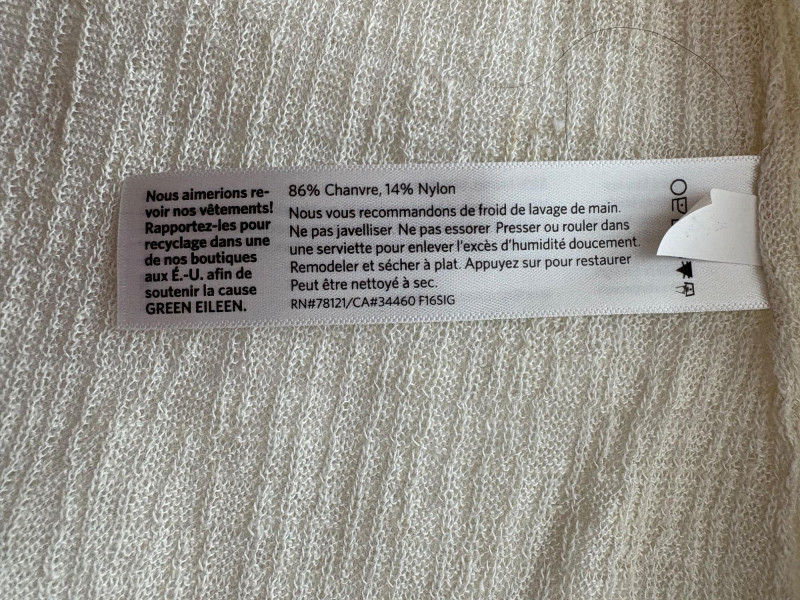 Nous aimerions re-
voir nos vêtements!
Rapportez-les pour
recyclage dans une
de nos boutiques
aux É.-U. afin de
soutenir la cause
GREEN EILEEN.
86% Chanvre, 14% Nylon
Nous vous recommandons de froid de lavage de main.
Ne pas javelliser. Ne pas essorer. Presser ou rouler dans
une serviette pour enlever l'excès d'humidité doucement.
Remodeler et sécher à plat. Appuyez sur pour restaurer
Peut être nettoyé à sec.
RN#78121/CA#34460 F16SIG